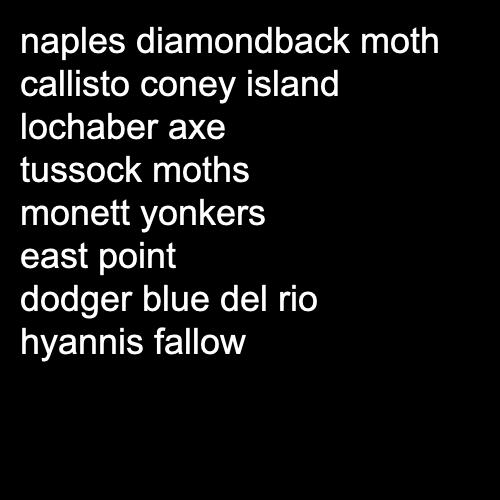 naples diamondback moth
callisto coney island
lochaber axe
tussock moths
monett yonkers
east point
dodger blue del rio
hyannis fallow